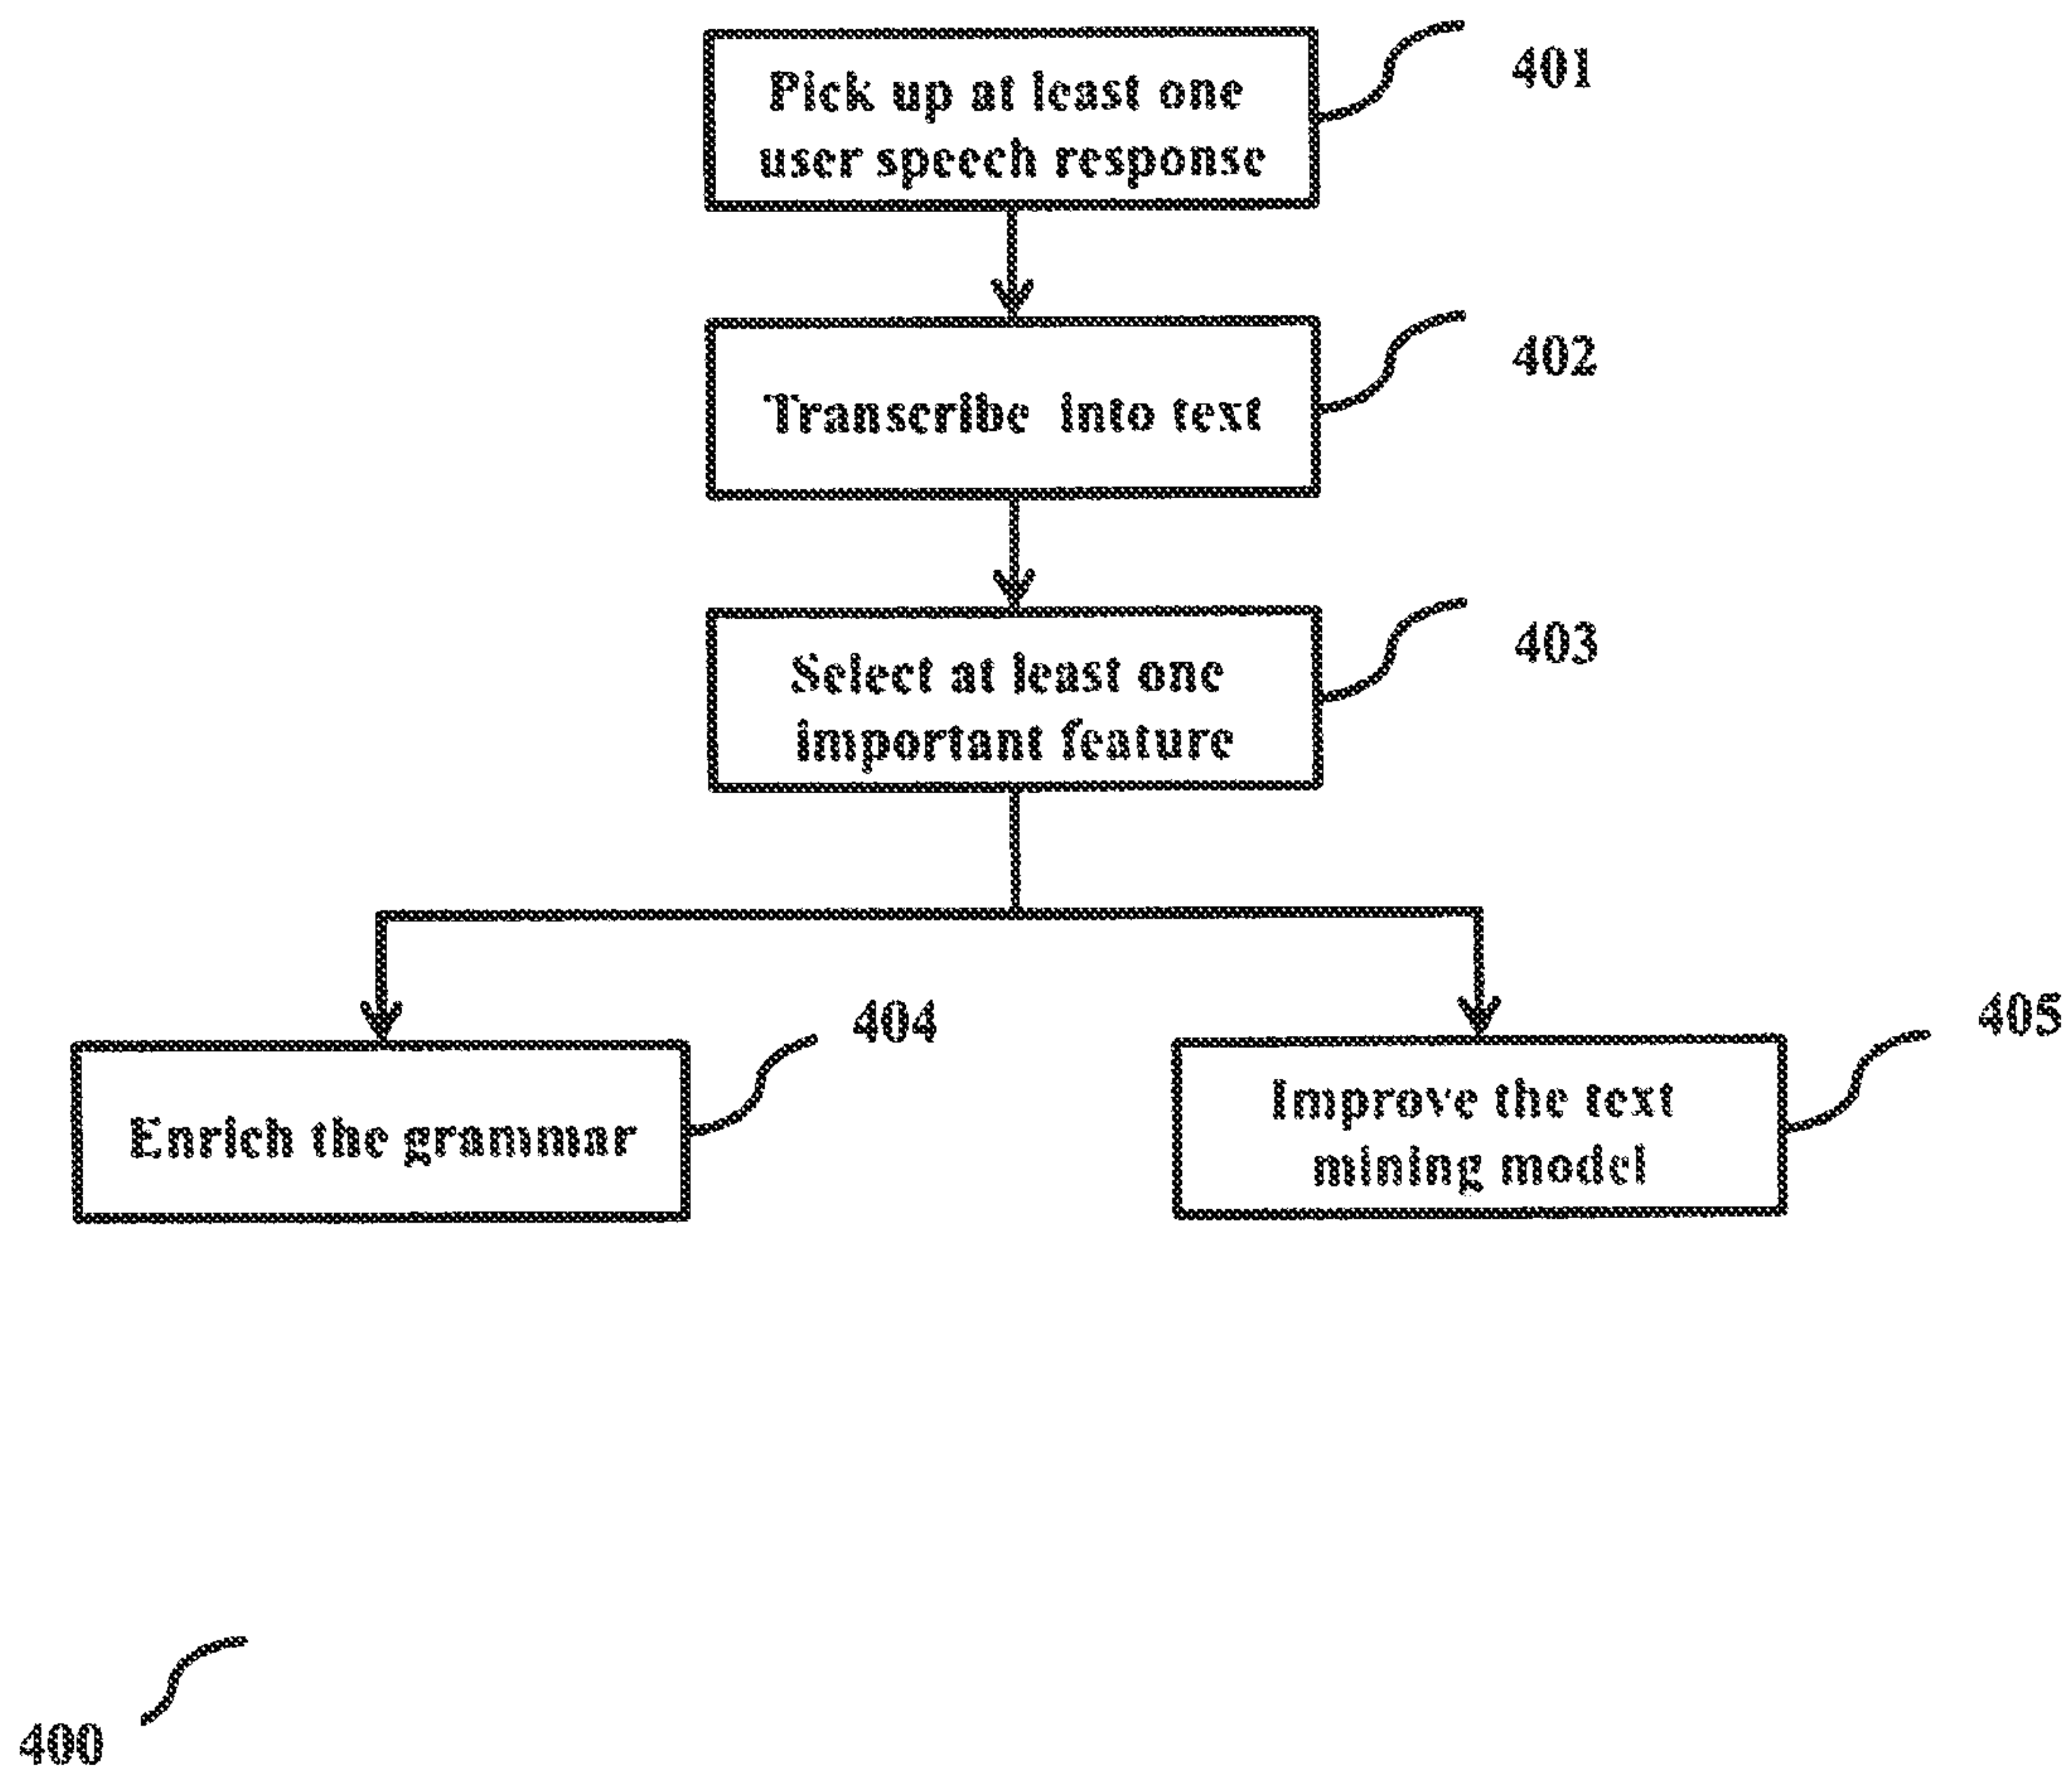 Pick up at least one
user speech response
401
Transcribe into text
402
Select at least one
important feature
403
Enrich the grammar
404
Improve the text
mining model
405
400